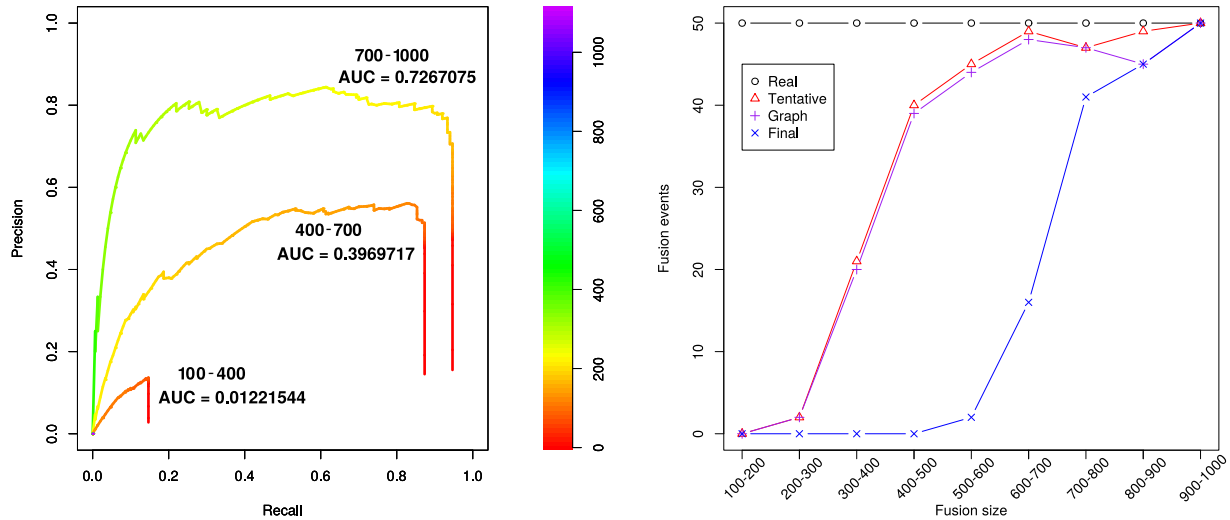 1.0
0.8
0.6
0.4
0.2
0.0
Precision
0.0 0.2 0.4 0.6 0.8 1.0
Recall
700-1000
AUC = 0.7267075
400-700
AUC = 0.3969717
100-400
AUC = 0.01221544
1000
800
600
400
200
0
50
40
30
20
10
0
Fusion events
Real
Tentative
Graph
Final
100-200 200-300 300-400 400-500 500-600 600-700 700-800 800-900 900-1000
Fusion size